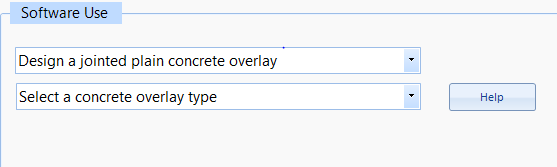 Software Use
Design a jointed plain concrete overlay
Select a concrete overlay type
Help